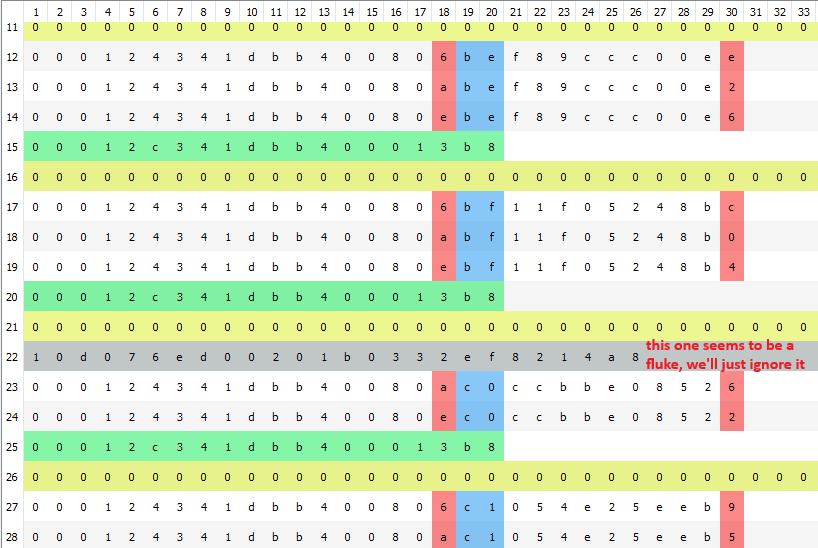 1 2 3 4 5 6 7 8 9 10 11 12 13 14 15 16 17 18 19 20 21 22 23 24 25 26 27 28 29 30 31 32 33
11 0 0 0 0 0 0 0 0 0 0 0 0 0 0 0 0 0 0 0 0 0 0 0 0 0 0 0 0 0 0 0 0 0
12 0 0 0 1 2 4 3 4 1 d b b 4 0 0 8 0 6 b e f 8 9 c c c 0 0 e e
13 0 0 0 1 2 4 3 4 1 d b b 4 0 0 8 0 a b e f 8 9 c c c 0 0 e 2
14 0 0 0 1 2 4 3 4 1 d b b 4 0 0 8 0 e b e f 8 9 c c c 0 0 e 6
15 0 0 0 1 2 c 3 4 1 d b b 4 0 0 0 1 3 b 8
16 0 0 0 0 0 0 0 0 0 0 0 0 0 0 0 0 0 0 0 0 0 0 0 0 0 0 0 0 0 0 0 0 0
17 0 0 0 1 2 4 3 4 1 d b b 4 0 0 8 0 6 b f 1 1 f 0 5 2 4 8 b c
18 0 0 0 1 2 4 3 4 1 d b b 4 0 0 8 0 a b f 1 1 f 0 5 2 4 8 b 0
19 0 0 0 1 2 4 3 4 1 d b b 4 0 0 8 0 e b f 1 1 f 0 5 2 4 8 b 4
20 0 0 0 1 2 c 3 4 1 d b b 4 0 0 0 1 3 b 8
21 0 0 0 0 0 0 0 0 0 0 0 0 0 0 0 0 0 0 0 0 0 0 0 0 0 0 0 0 0 0 0 0 0
22 1 0 d 0 7 6 e d 0 0 2 0 1 b 0 3 3 2 e f 8 2 1 4 a 8
this one seems to be a
fluke, we'll just ignore it
23 0 0 0 1 2 4 3 4 1 d b b 4 0 0 8 0 a c 0 c c b b e 0 8 5 2 6
24 0 0 0 1 2 4 3 4 1 d b b 4 0 0 8 0 e c 0 c c b b e 0 8 5 2 2
25 0 0 0 1 2 c 3 4 1 d b b 4 0 0 0 1 3 b 8
26 0 0 0 0 0 0 0 0 0 0 0 0 0 0 0 0 0 0 0 0 0 0 0 0 0 0 0 0 0 0 0 0 0
27 0 0 0 1 2 4 3 4 1 d b b 4 0 0 8 0 6 c 1 0 5 4 e 2 5 e e b 9
28 0 0 0 1 2 4 3 4 1 d b b 4 0 0 8 0 a c 1 0 5 4 e 2 5 e e b 5